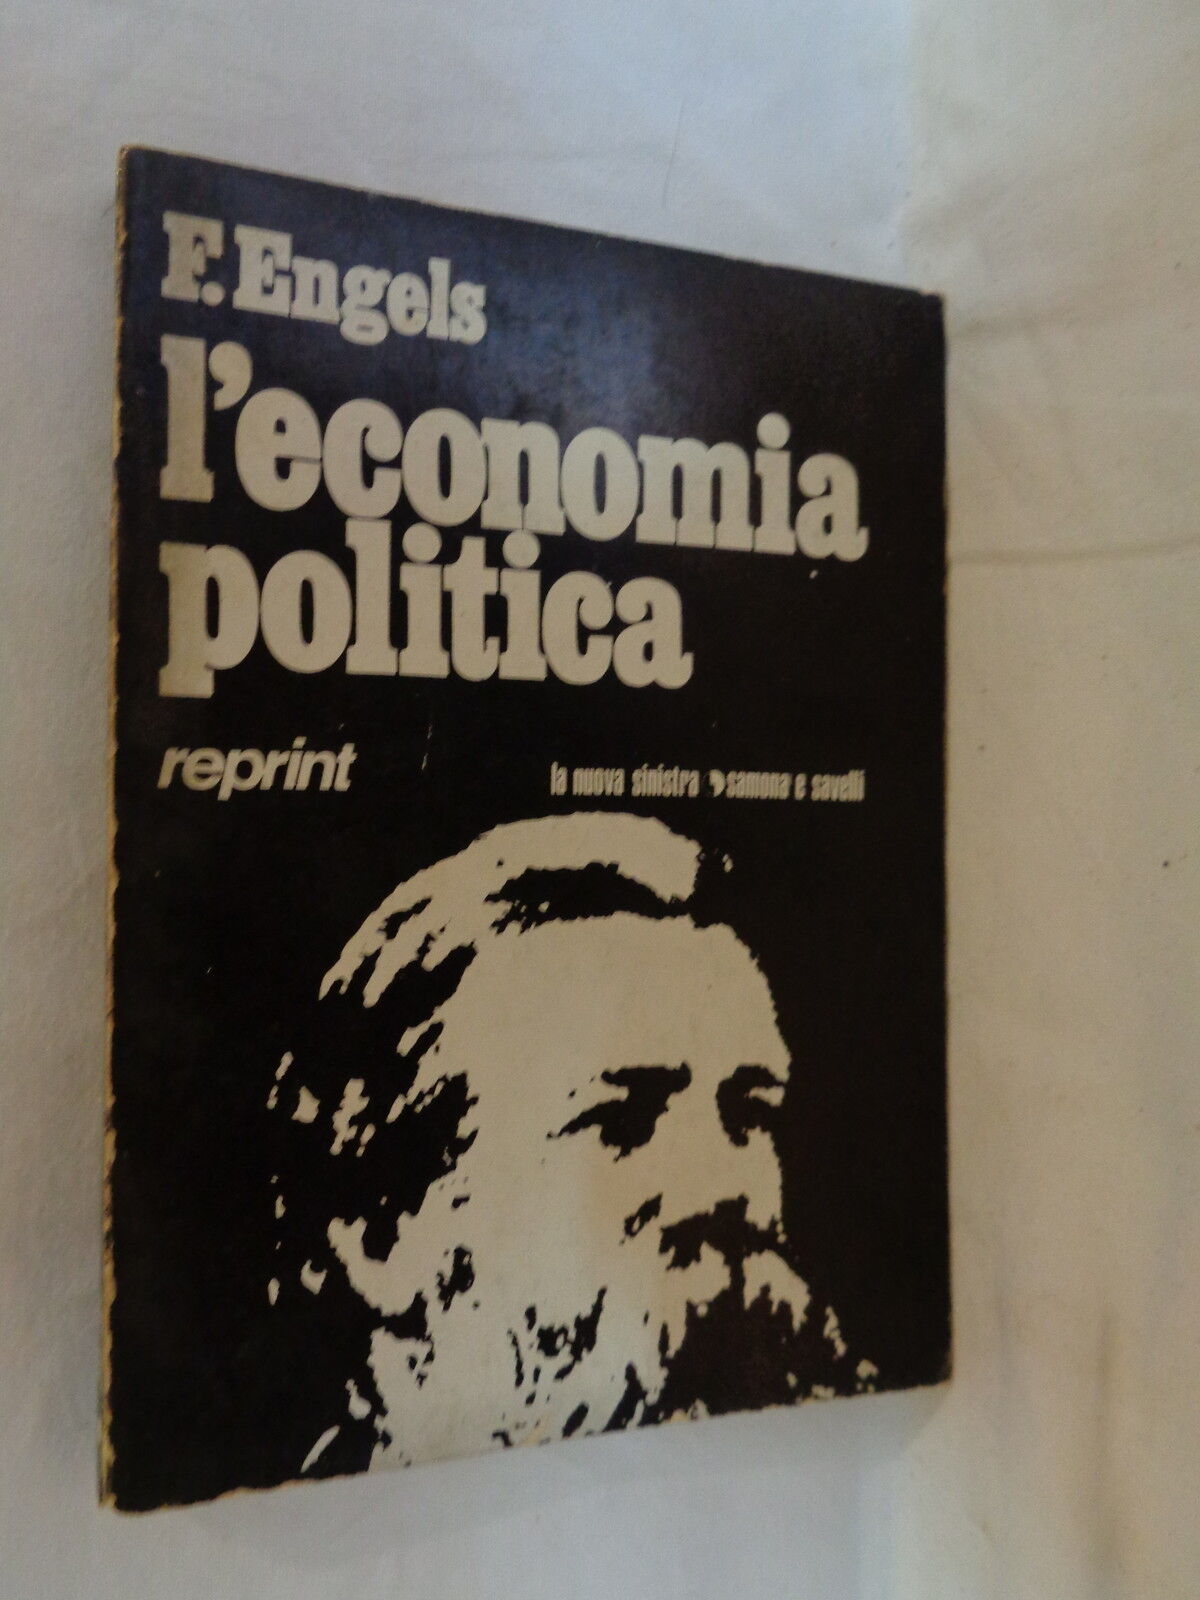 F. Engels
l'economia
politica
reprint
la nuova sinistra samonà e savelli